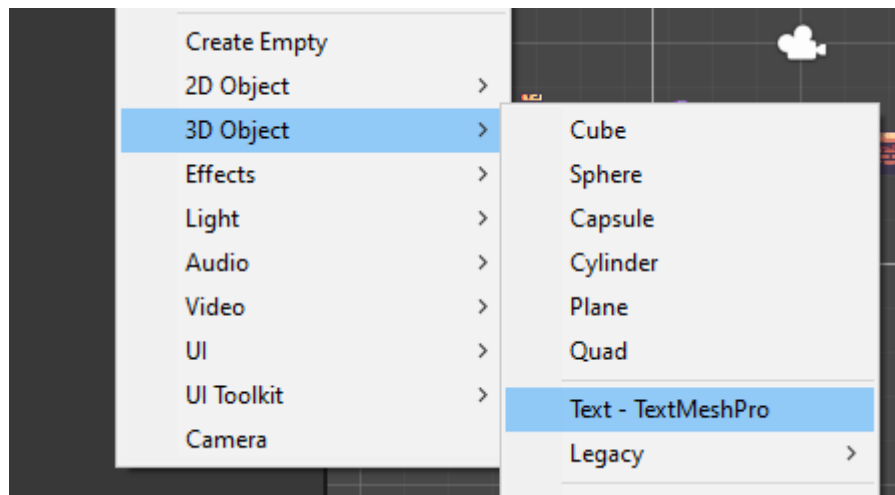 Create Empty
2D Object
3D Object
Effects
Light
Audio
Video
UI
UI Toolkit
Camera
Cube
Sphere
Capsule
Cylinder
Plane
Quad
Text - TextMeshPro
Legacy